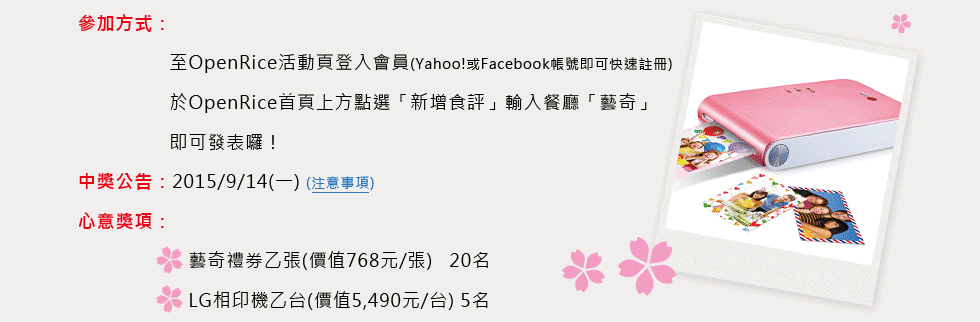 參加方式：
至OpenRice活動頁登入會員(Yahoo!或Facebook帳號即可快速註冊)
於OpenRice首頁上方點選「新增食評」輸入餐廳「藝奇」
即可發表囉！
中獎公告：2015/9/14(一) (注意事項)
心意獎項：
藝奇禮券乙張(價值768元/張) 20名
LG相印機乙台(價值5,490元/台) 5名